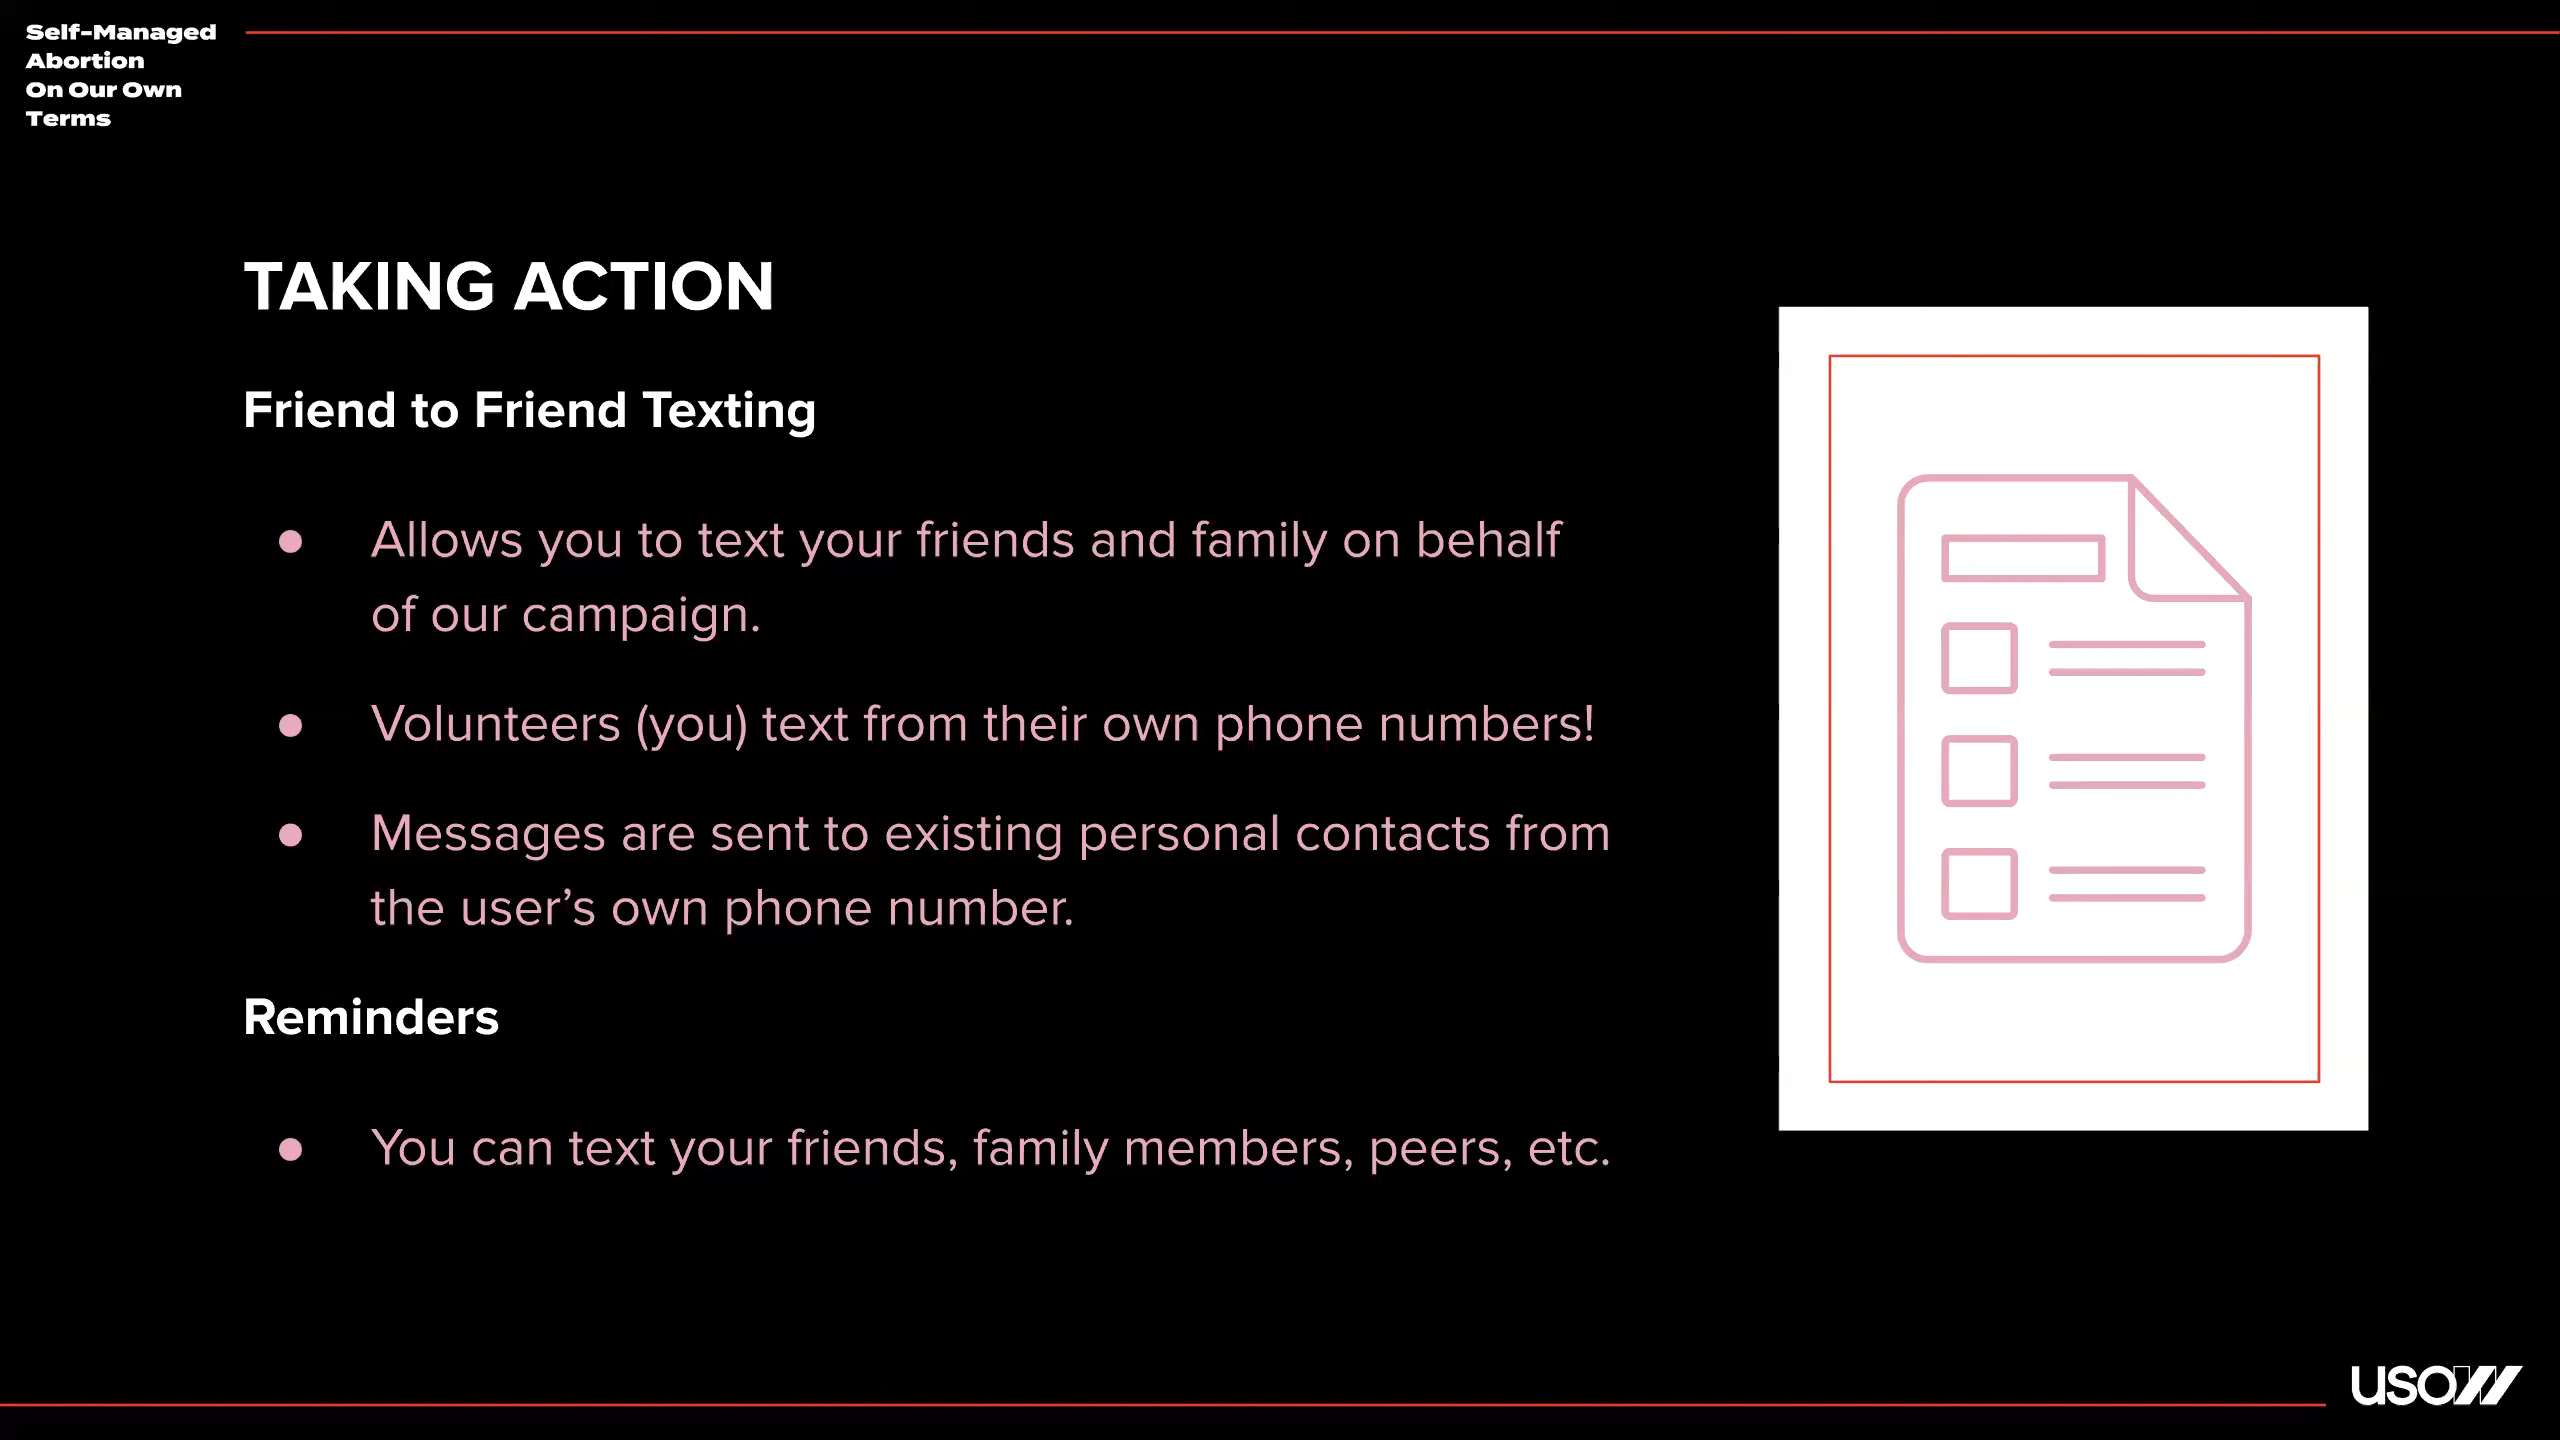 Self-Managed
Abortion
On Our Own
Terms
TAKING ACTION
Friend to Friend Texting
● Allows you to text your friends and family on behalf
of our campaign.
● Volunteers (you) text from their own phone numbers!
● Messages are sent to existing personal contacts from
the user’s own phone number.
Reminders
● You can text your friends, family members, peers, etc.
USOW